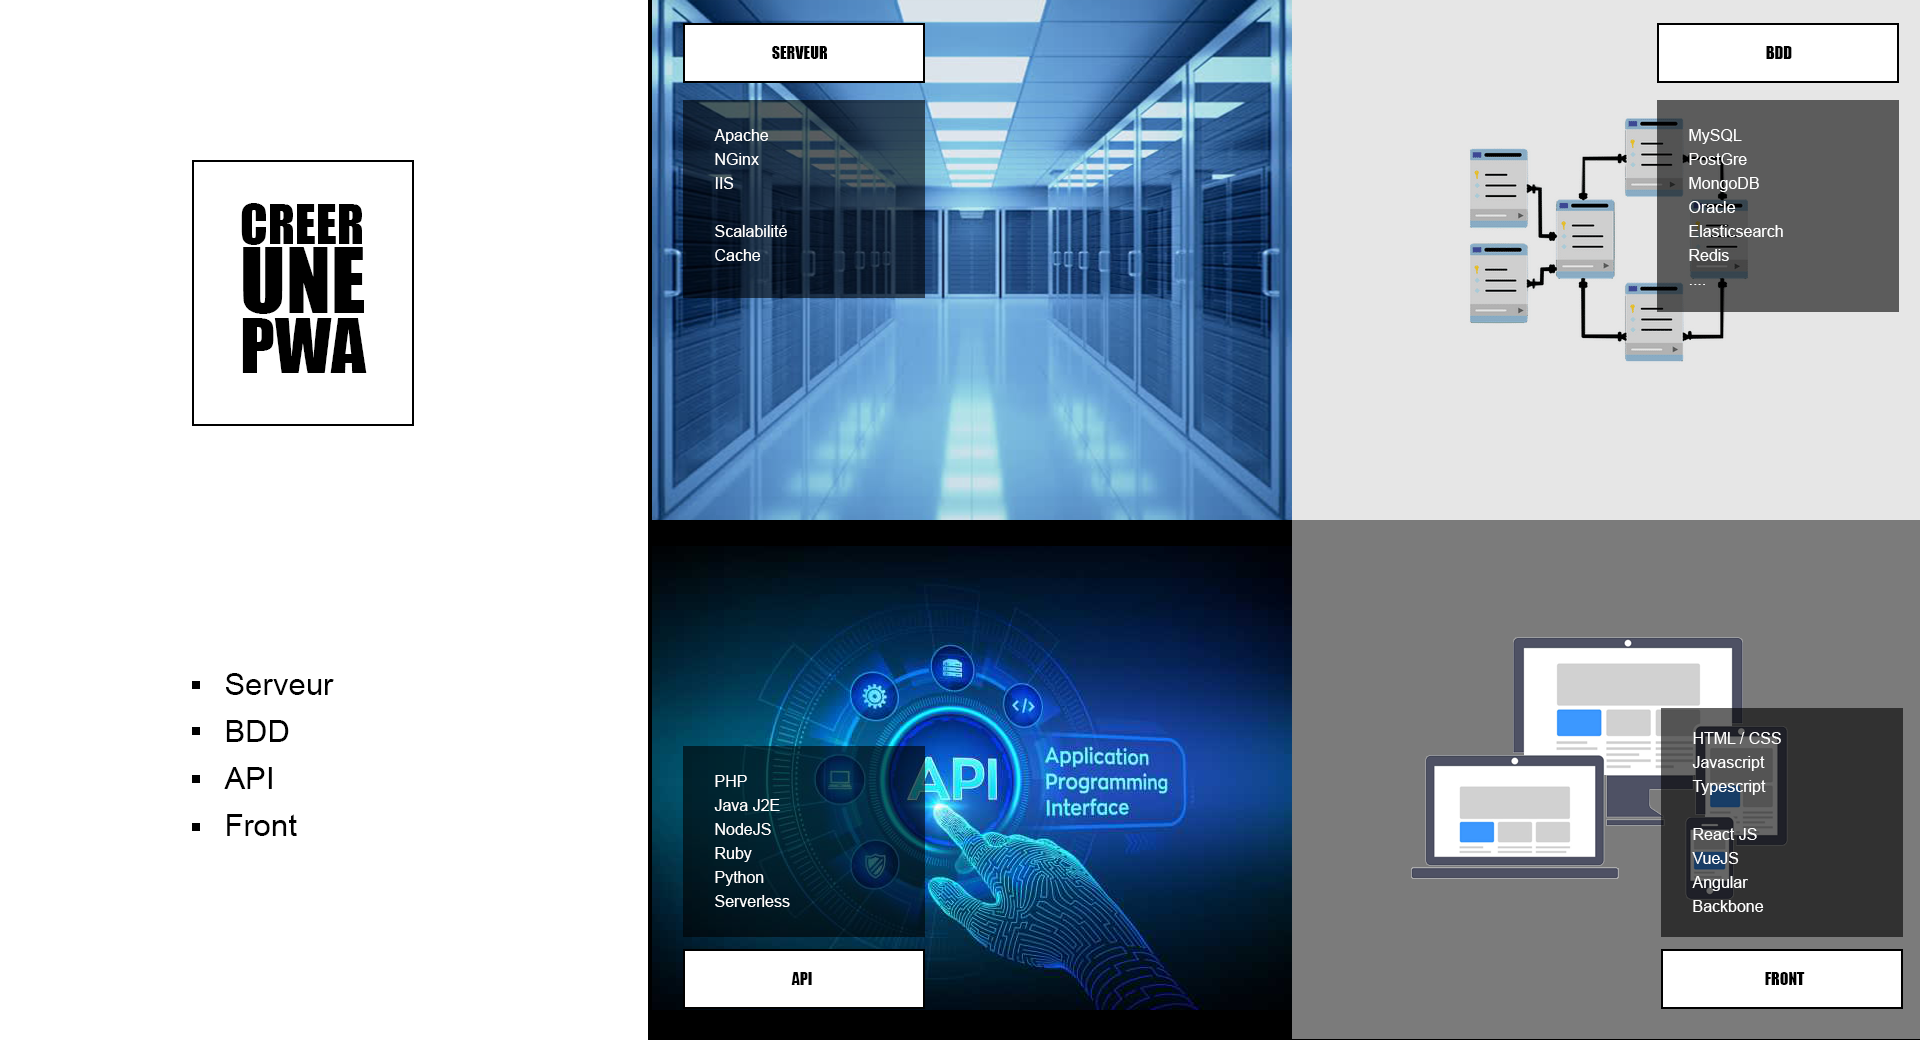 CREER
UNE
PWA
Serveur
BDD
API
Front
SERVEUR
Apache
NGinx
IIS
Scalabilité
Cache
BDD
MySQL
PostGre
MongoDB
Oracle
Elasticsearch
Redis
....
API
Application
Programming
Interface
</>
PHP
Java J2E
NodeJS
Ruby
Python
Serverless
API
HTML / CSS
Javascript
Typescript
React JS
VueJS
Angular
Backbone
FRONT